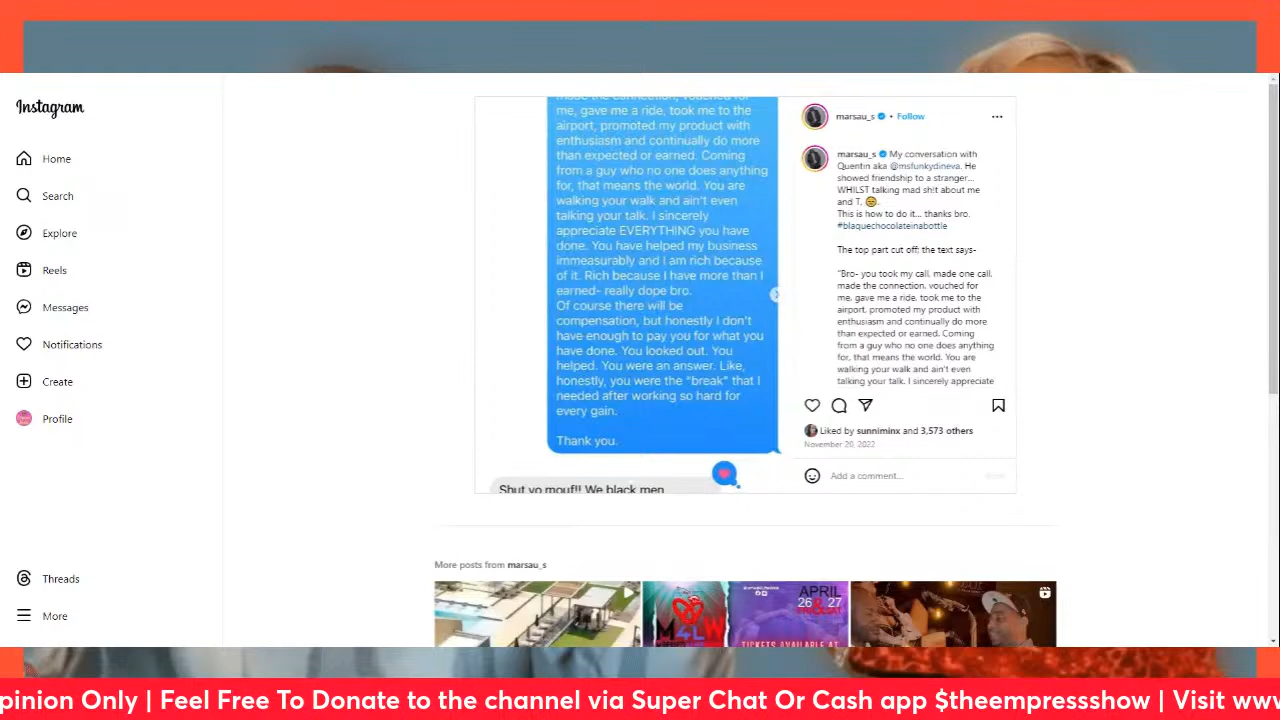 Instagram
Home
Search
Explore
Reels
Messages
Notifications
Create
Profile
Threads
More
me, gave me a ride, took me to the
airport, promoted my product with
enthusiasm and continually do more
than expected or earned. Coming
from a guy who no one does anything
for, that means the world. You are
walking your walk and ain't even
talking your talk. I sincerely
appreciate EVERYTHING you have
done. You have helped my business
immeasurably and I am rich because
of it. Rich because I have more than I
earned- really dope bro.
Of course there will be
compensation, but honestly I don't
have enough to pay you for what you
have done. You looked out. You
helped. You were an answer. Like,
honestly, you were the "break" that I
needed after working so hard for
every gain.
Thank you.
Shut yo mouf!! We black men
marsau_s • Follow
marsau_s My conversation with
Quentin aka @msfunkydineva. He
showed friendship to a stranger...
WHILST talking mad sh!t about me
and T. 😒.
This is how to do it... thanks bro.
#blaquechocolateinabottle
The top part cut off; the text says-
"Bro- you took my call, made one call,
made the connection, vouched for
me, gave me a ride, took me to the
airport, promoted my product with
enthusiasm and continually do more
than expected or earned. Coming
from a guy who no one does anything
for, that means the world. You are
walking your walk and ain't even
talking your talk. I sincerely appreciate
Liked by sunniminx and 3,573 others
November 20, 2022
Add a comment...
More posts from marsau_s
M4LW
APRIL
26 & 27
TICKETS AVAILABLE AT
pinion Only | Feel Free To Donate to the channel via Super Chat Or Cash app $theempressshow | Visit www